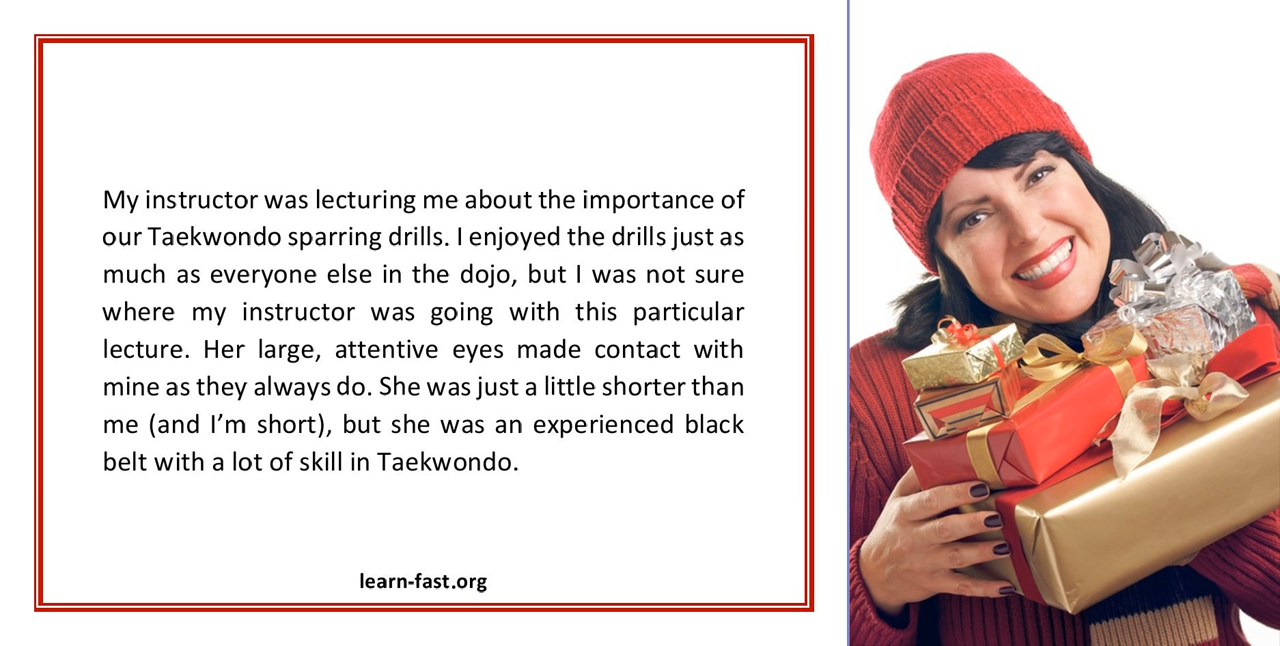 My instructor was lecturing me about the importance of
our Taekwondo sparring drills. I enjoyed the drills just as
much as everyone else in the dojo, but I was not sure
where my instructor was going with this particular
lecture. Her large, attentive eyes made contact with
mine as they always do. She was just a little shorter than
me (and I’m short), but she was an experienced black
belt with a lot of skill in Taekwondo.
learn-fast.org